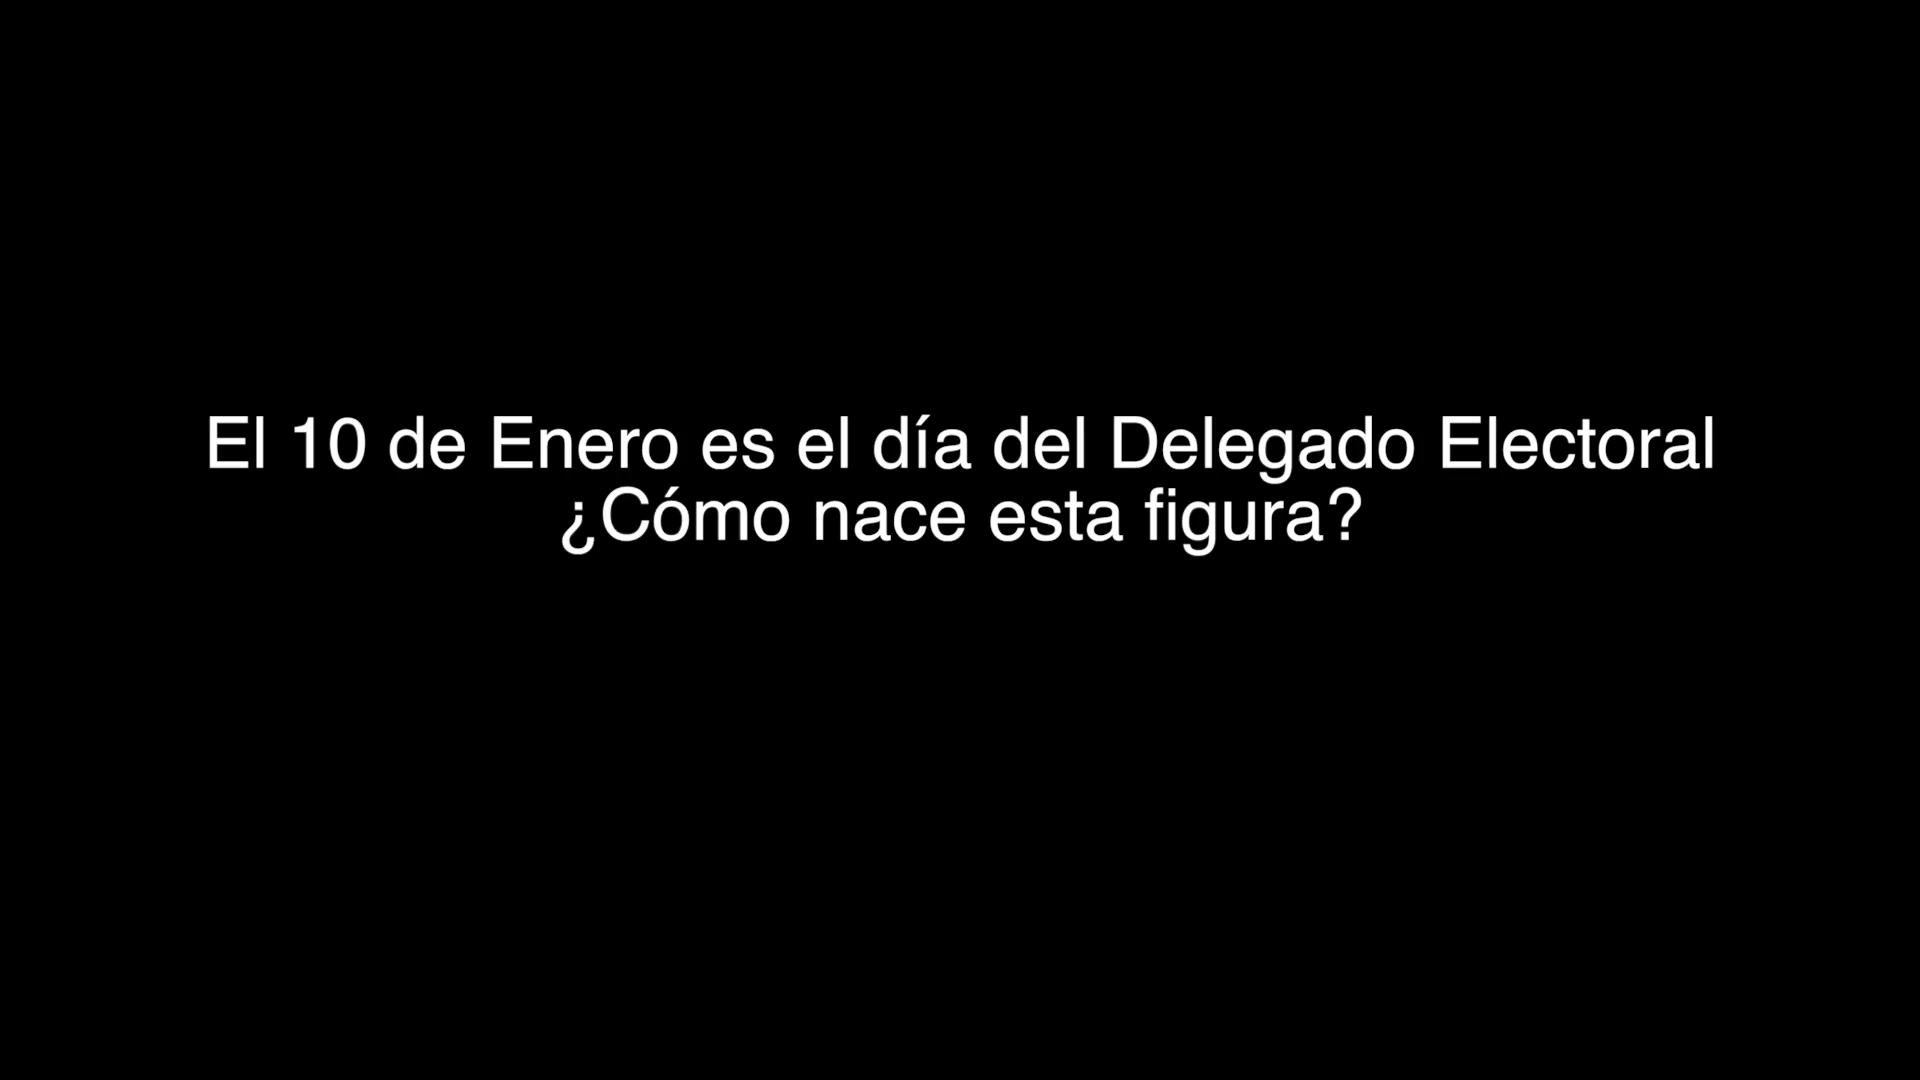 El 10 de Enero es el día del Delegado Electoral
¿Cómo nace esta figura?